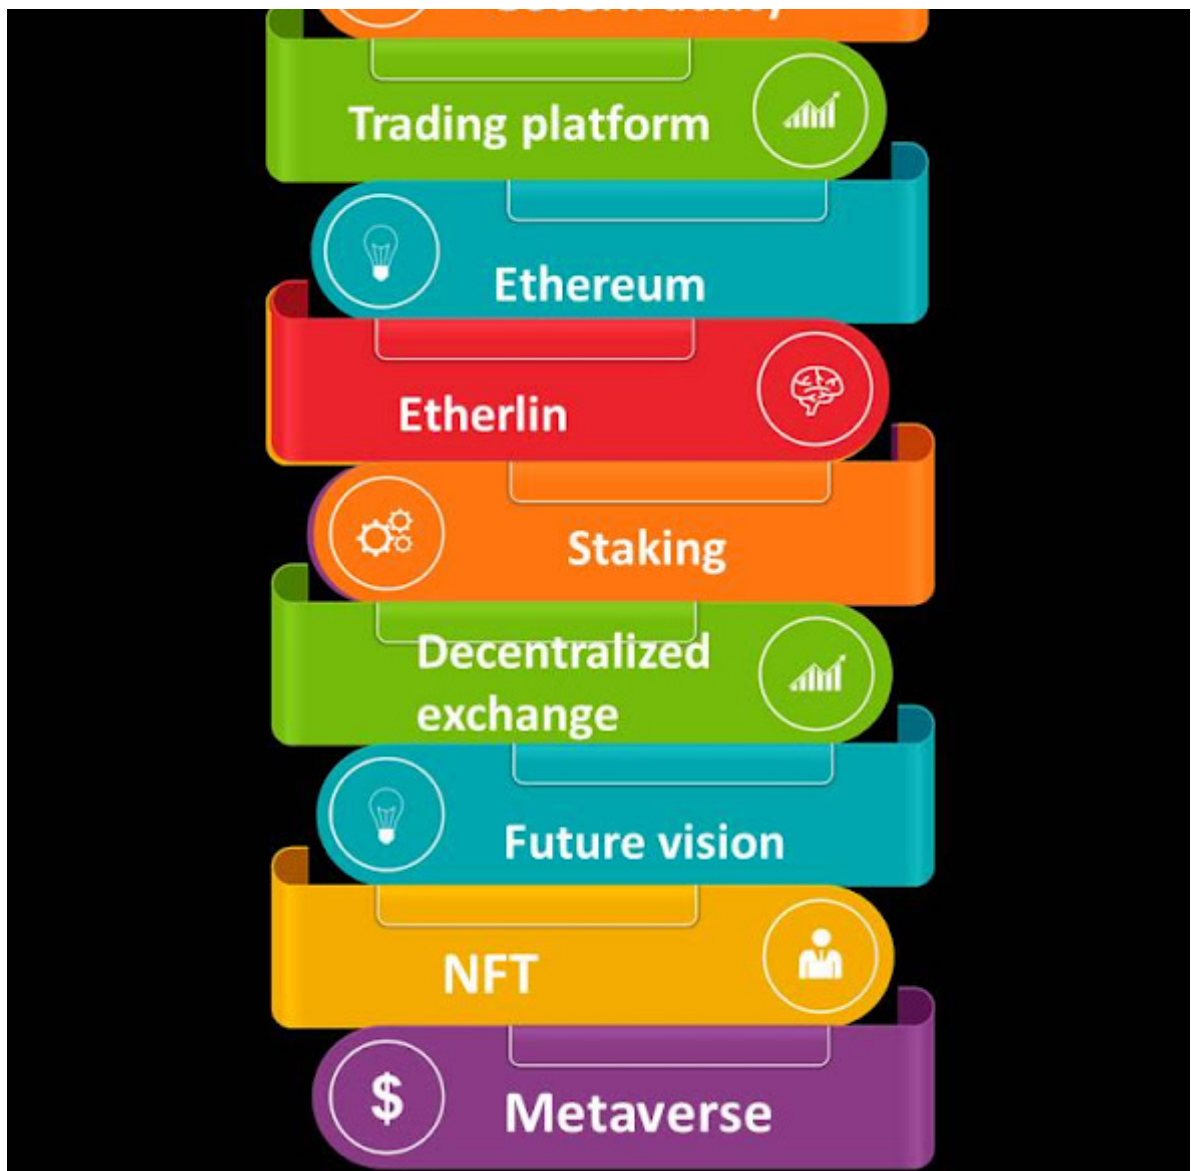 Trading platform
Ethereum
Etherlin
Staking
Decentralized
exchange
Future vision
NFT
$
Metaverse